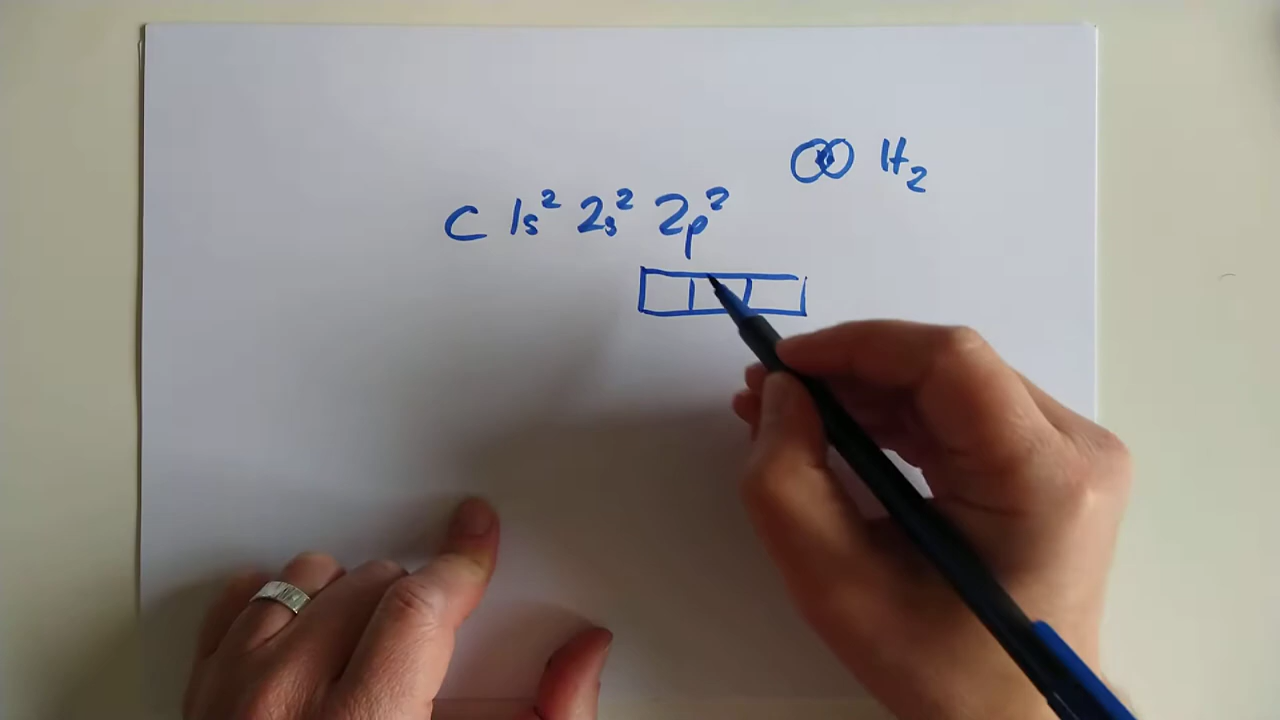 H₂
C 1s² 2s² 2p²